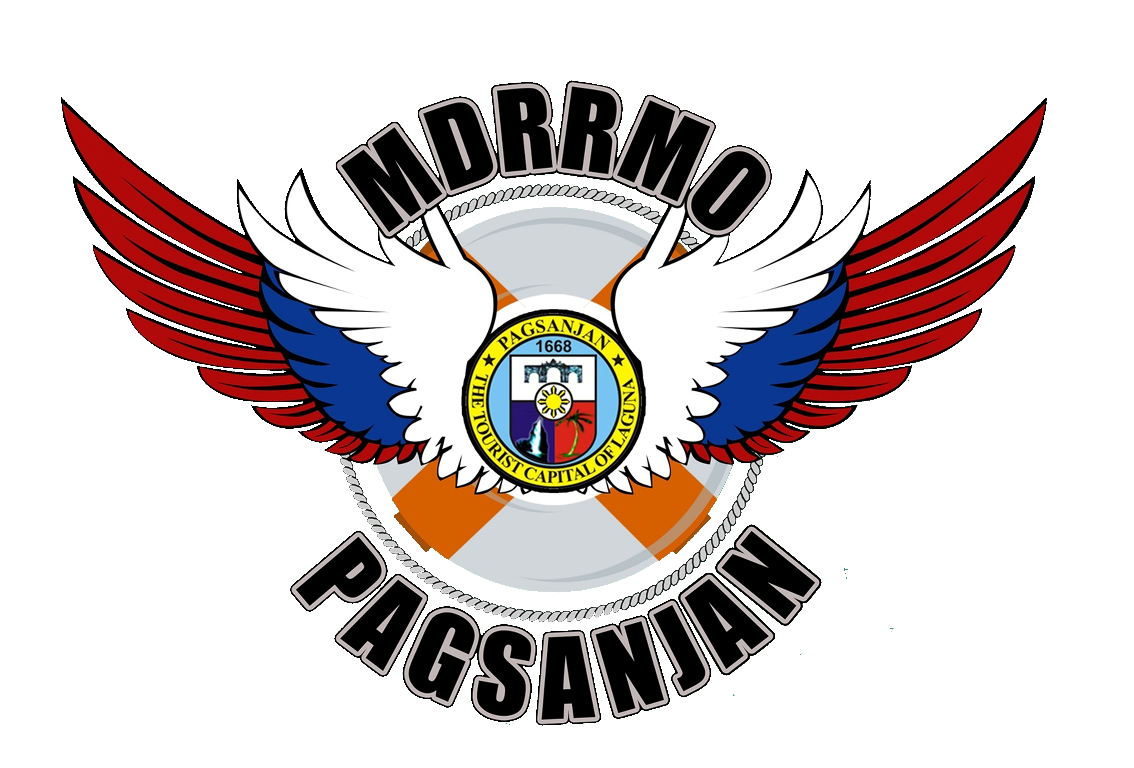 MDRRMO
PAGSANJAN
1668
THE TOURIST CAPITAL OF LAGUNA
PAGSANJAN